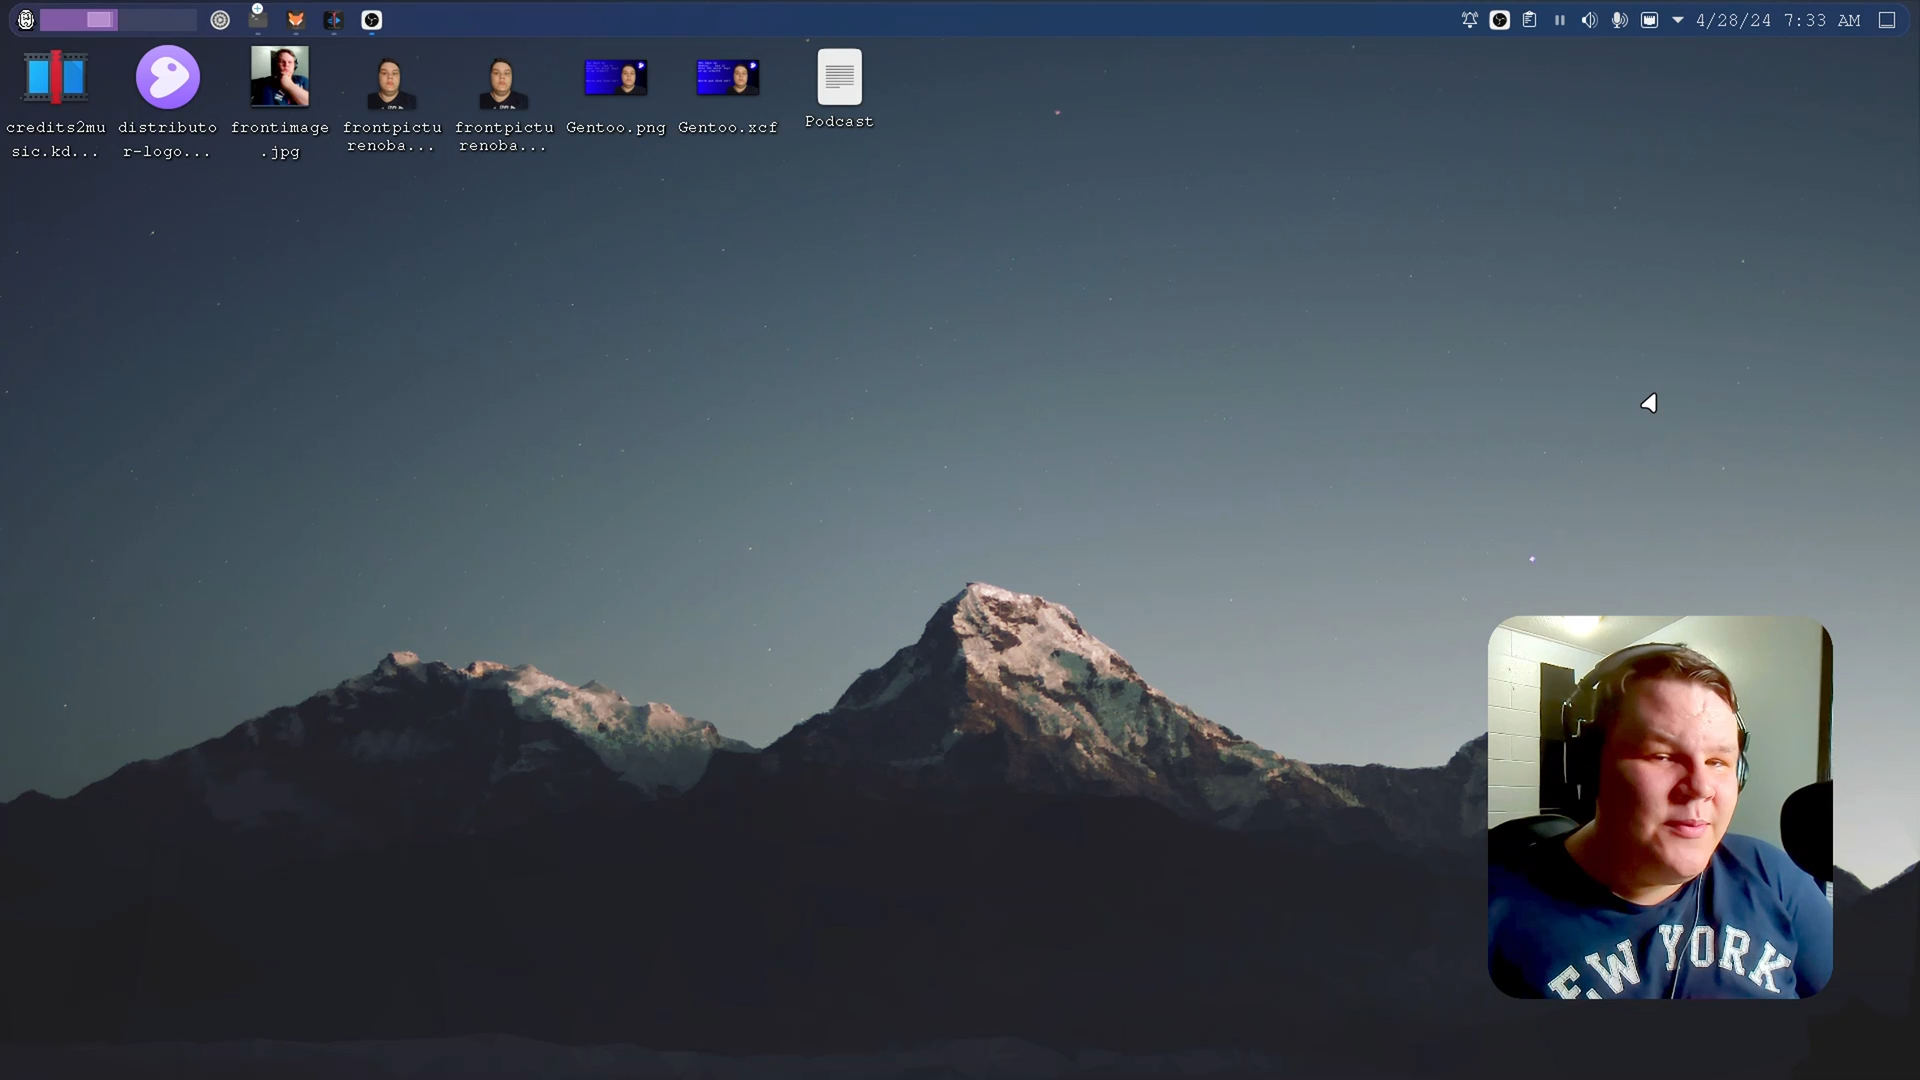 4/28/24 7:33 AM
credits2mu
sic.kd...
distributo
r-logo...
frontimage
.jpg
frontpictu
renoba...
frontpictu
renoba...
Gentoo.png
Gentoo.xcf
Podcast
EW YORK